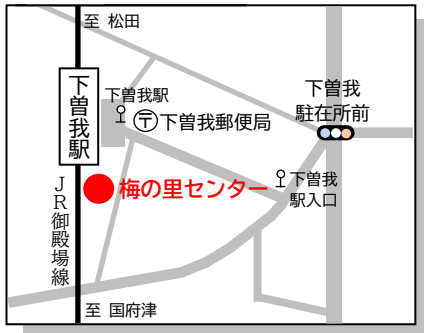 至 松田
下曽我駅
下曽我駅
〒下曽我郵便局
下曽我
駐在所前
梅の里センター
下曽我
駅入口
JR御殿場線
至 国府津